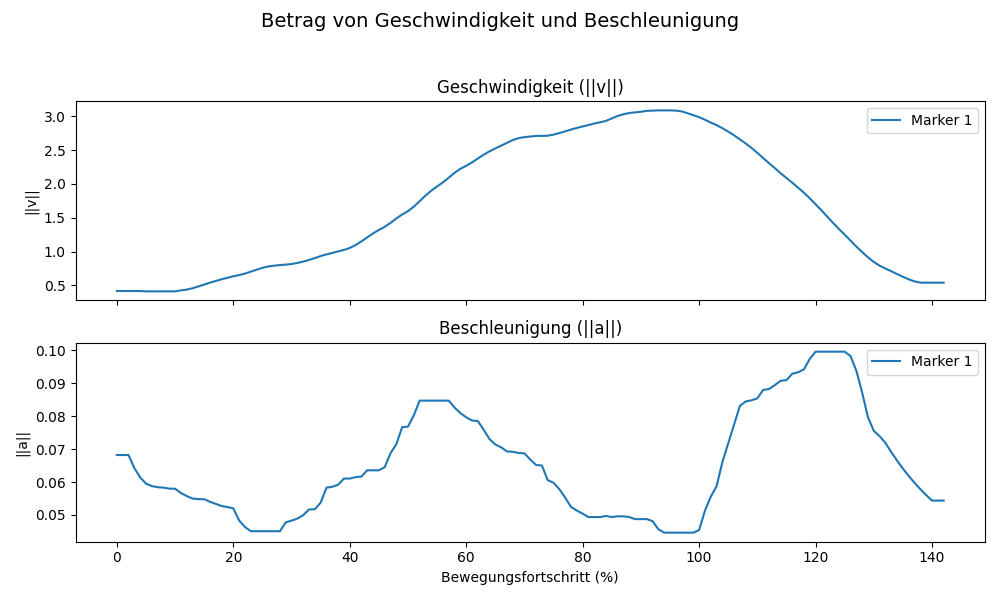 Betrag von Geschwindigkeit und Beschleunigung
Geschwindigkeit (||v||)
Marker 1
3.0
2.5
2.0
1.5
1.0
0.5
||v||
Beschleunigung (||a||)
Marker 1
0.10
0.09
0.08
0.07
0.06
0.05
||a||
0 20 40 60 80 100 120 140
Bewegungsfortschritt (%)